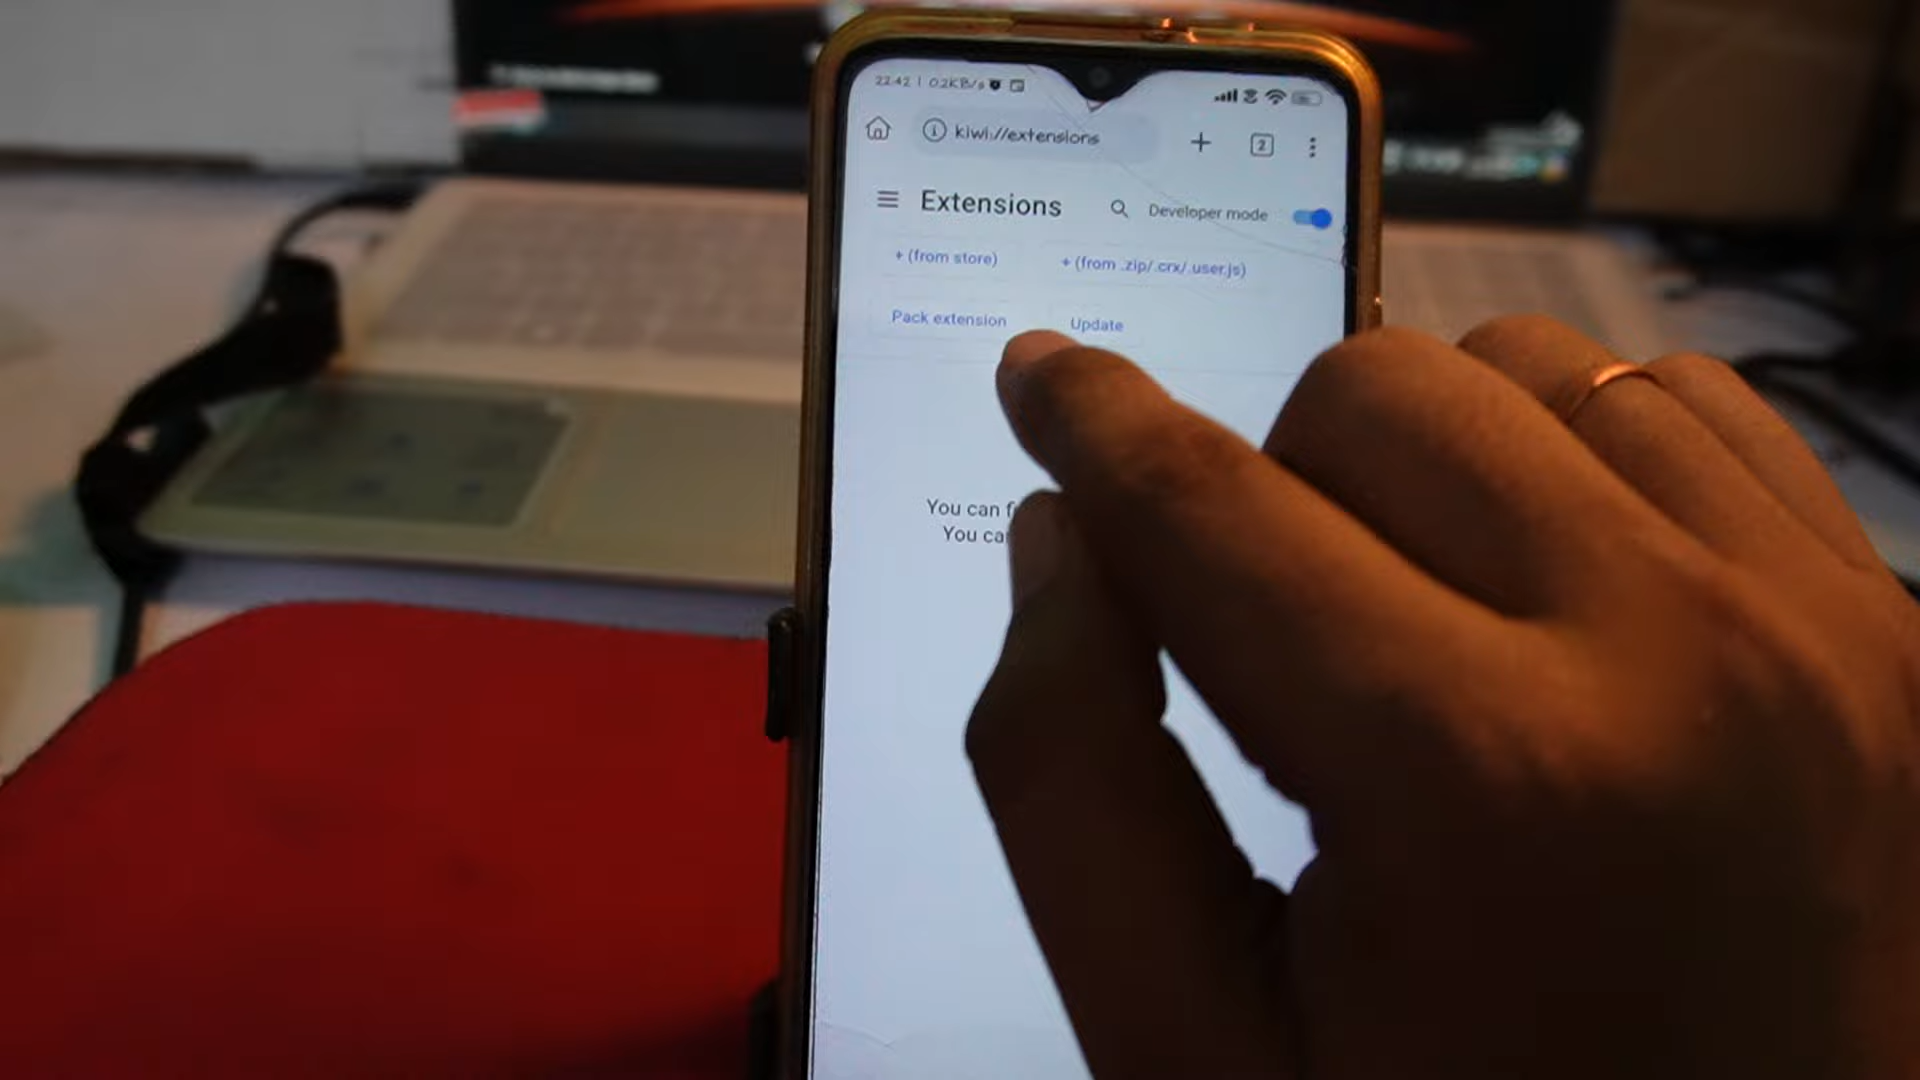 22:42 | 0.2KB/s
kiwi://extensions
2
Extensions
Developer mode
+ (from store)
+ (from .zip/.crx/.user.js)
Pack extension
Update
You can
You